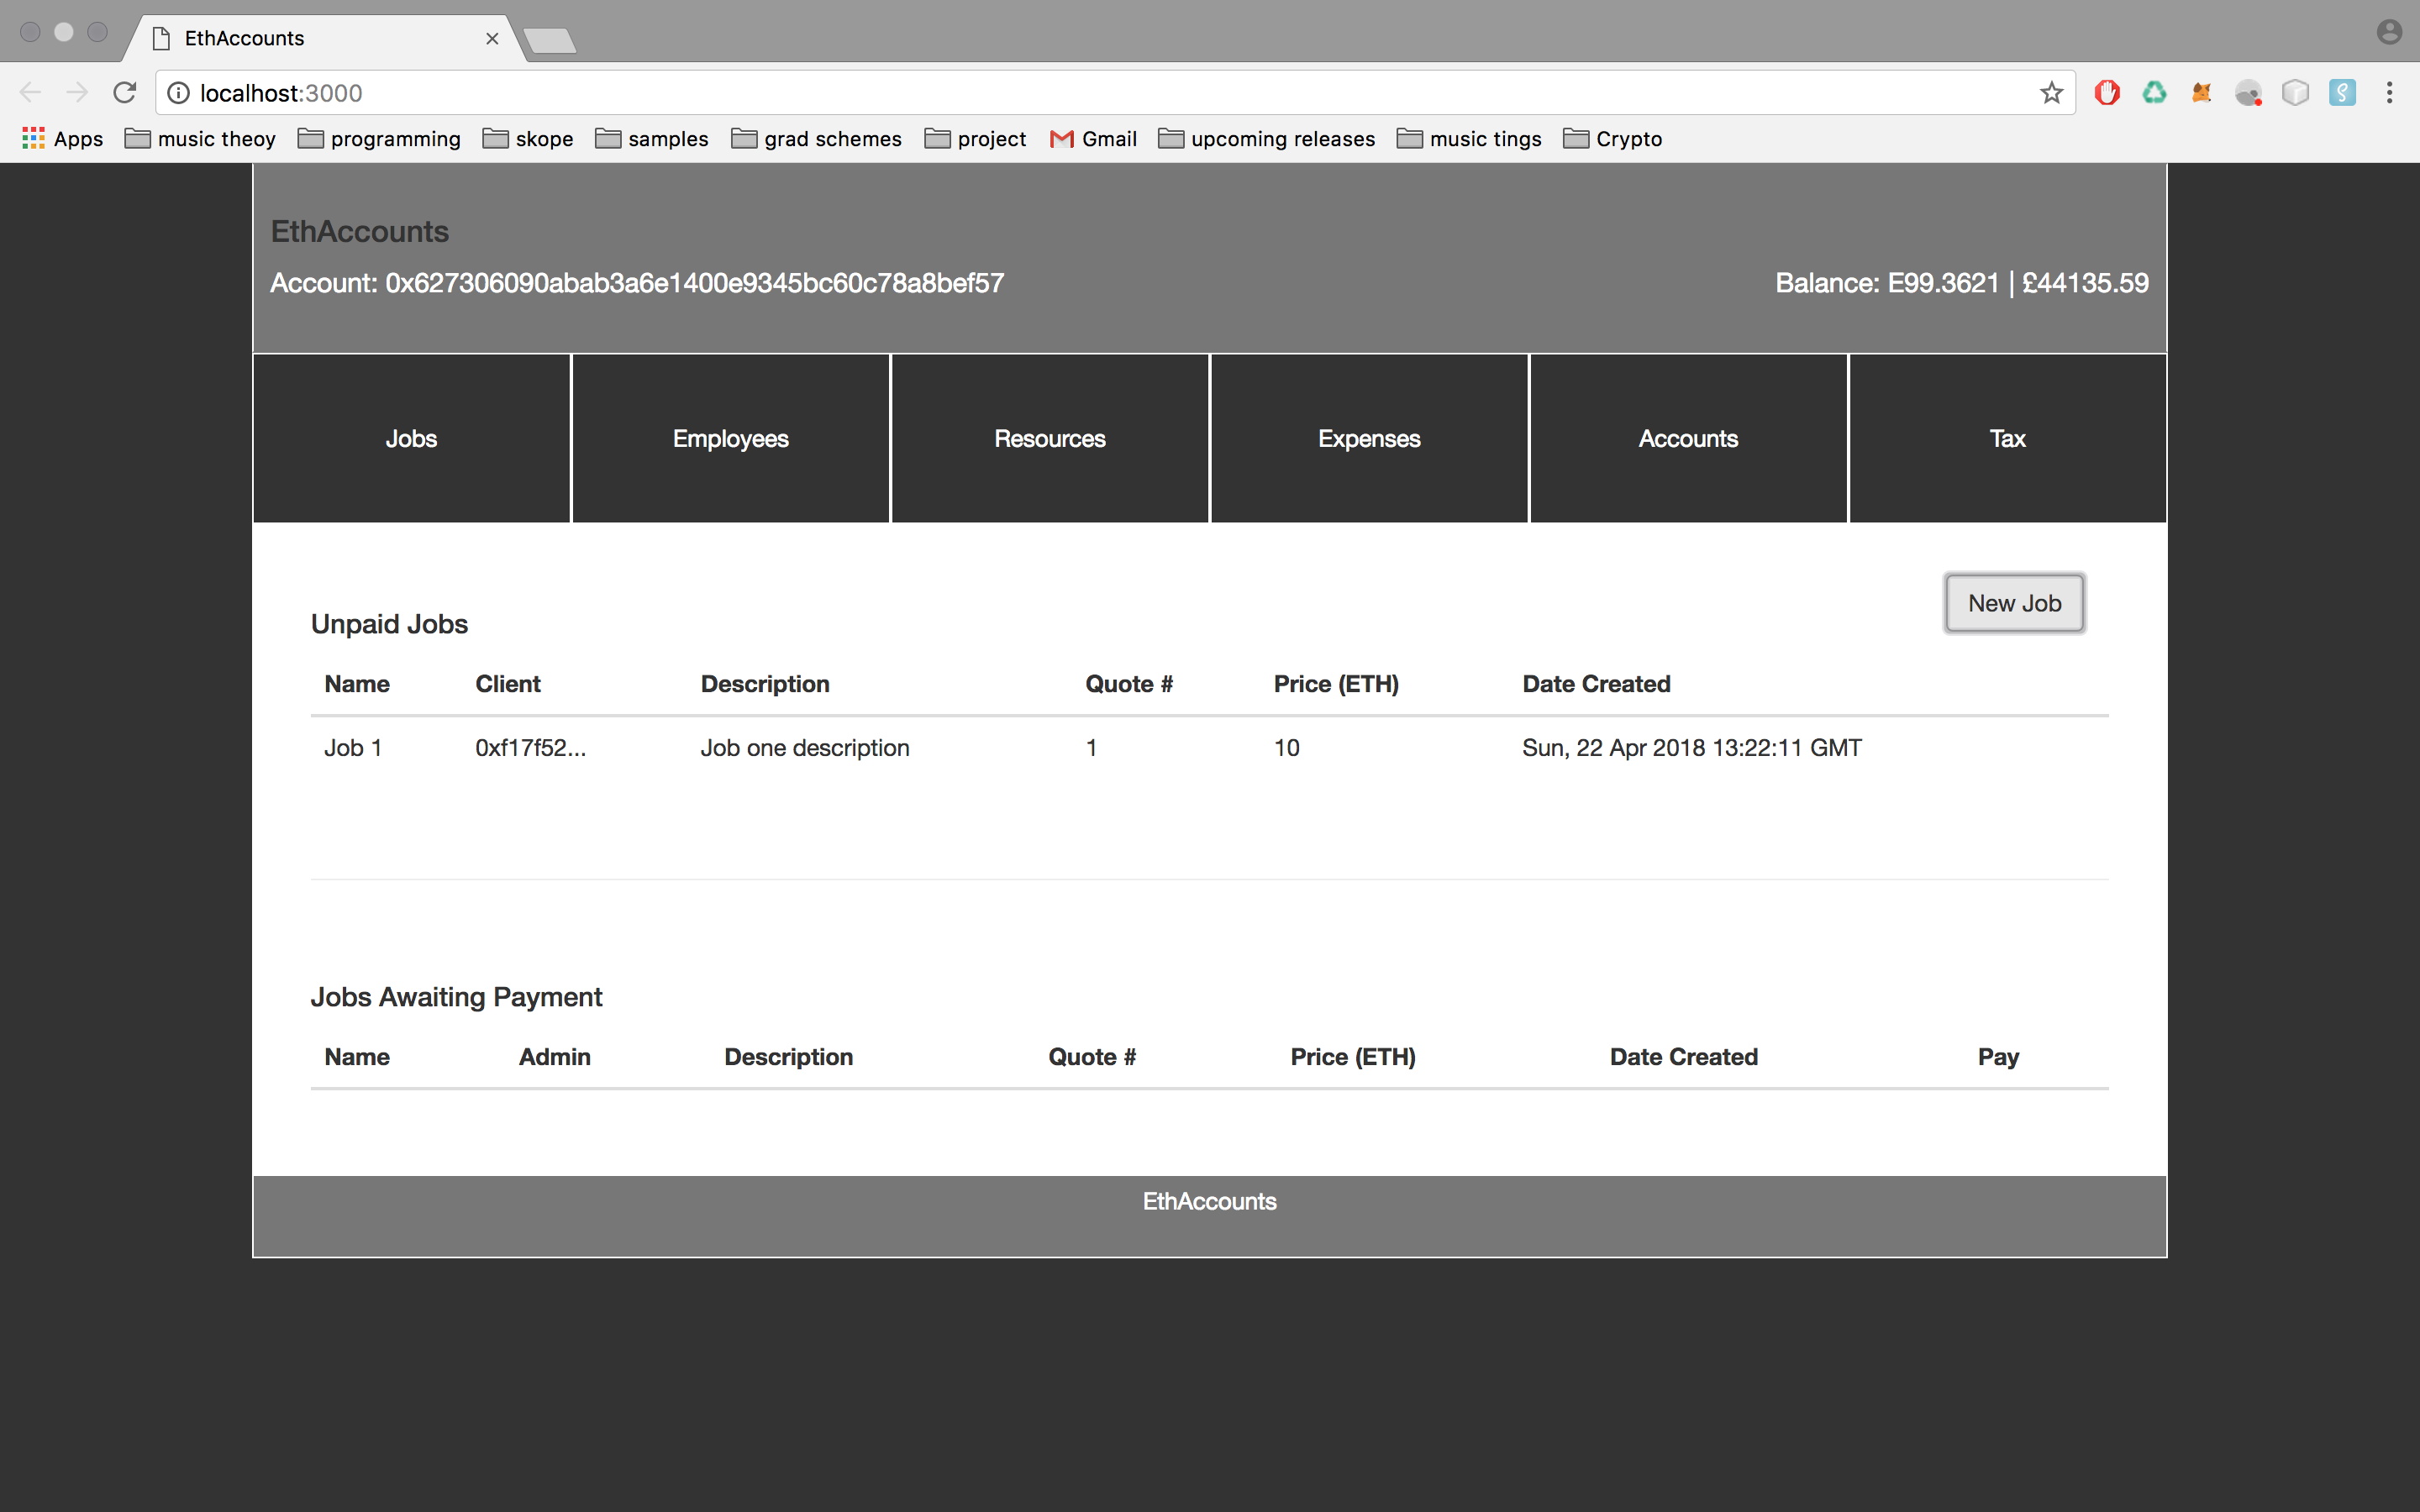 EthAccounts
localhost:3000
Apps music theoy programming skope samples grad schemes project Gmail upcoming releases music tings Crypto
EthAccounts
Account: 0x627306090abab3a6e1400e9345bc60c78a8bef57 Balance: E99.3621 | £44135.59
Jobs Employees Resources Expenses Accounts Tax
New Job
Unpaid Jobs
Name Client Description Quote # Price (ETH) Date Created
Job 1 0xf17f52... Job one description 1 10 Sun, 22 Apr 2018 13:22:11 GMT
Jobs Awaiting Payment
Name Admin Description Quote # Price (ETH) Date Created Pay
EthAccounts